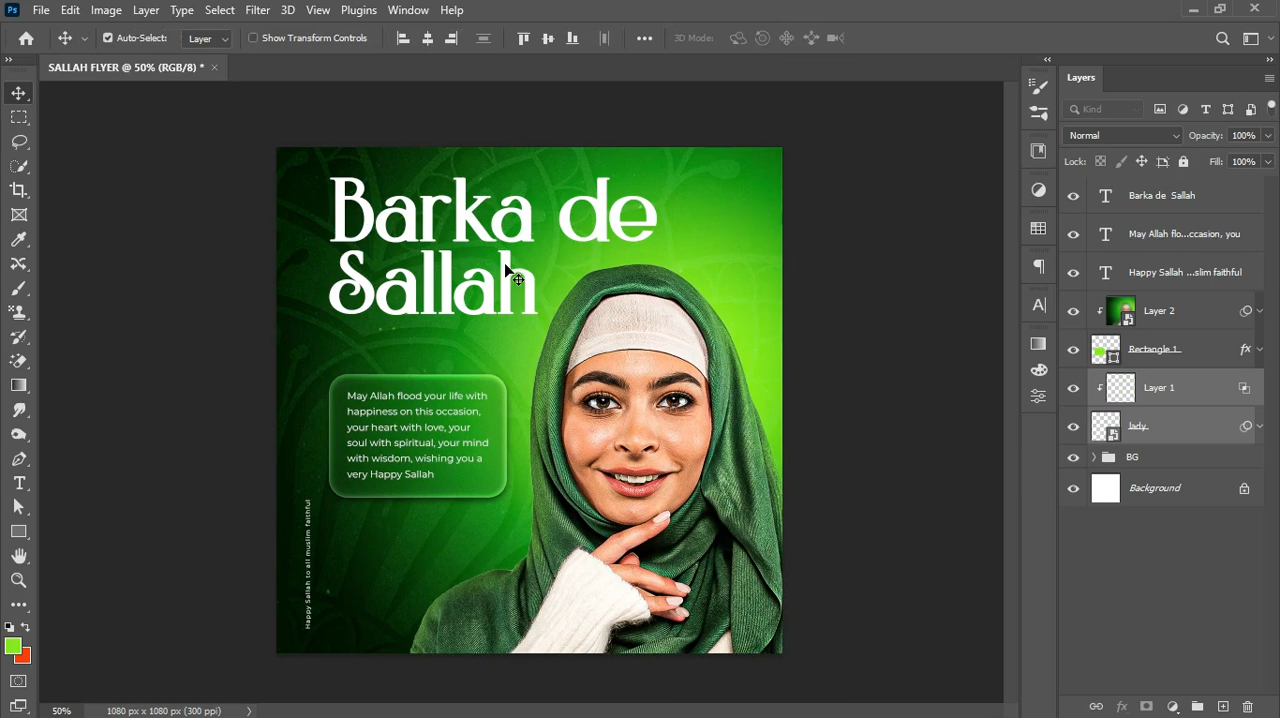 Ps File Edit Image Layer Type Select Filter 3D View Plugins Window Help
Auto-Select: Layer Show Transform Controls 3D Mode:
SALLAH FLYER @ 50% (RGB/8) *
Barka de
Sallah
May Allah flood your life with
happiness on this occasion,
your heart with love, your
soul with spiritual, your mind
with wisdom, wishing you a
very Happy Sallah
Happy Sallah to all muslim faithful
Layers
Kind
Normal Opacity: 100%
Lock: Fill: 100%
Barka de Sallah
May Allah flo...ccasion, you
Happy Sallah ...slim faithful
Layer 2
Rectangle 1 fx
Layer 1
lady
BG
Background
fx
50% 1080 px x 1080 px (300 ppi)